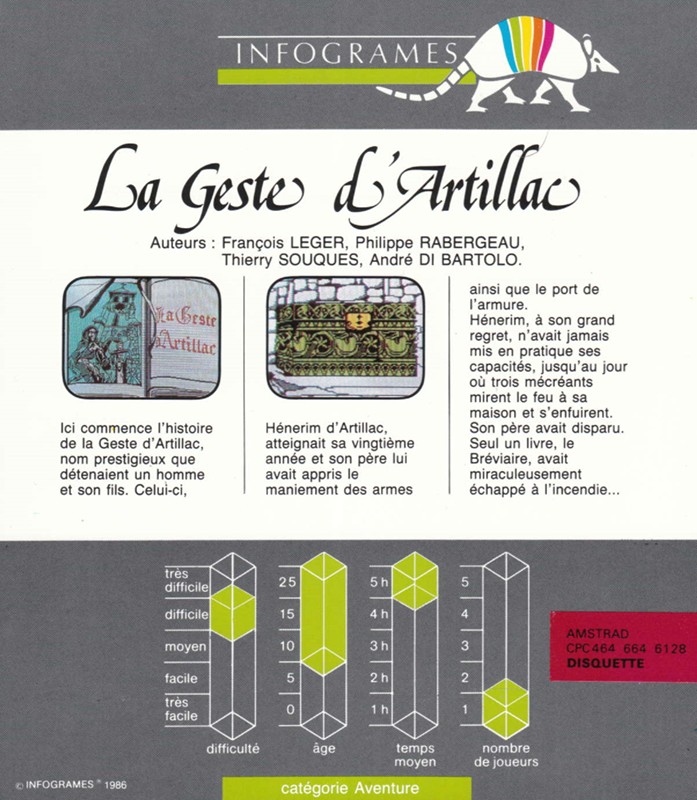 INFOGRAMES
La Geste d'Artillac
Auteurs : François LEGER, Philippe RABERGEAU,
Thierry SOUQUES, André DI BARTOLO.
La Geste
d'Artillac
Ici commence l'histoire
de la Geste d'Artillac,
nom prestigieux que
détenaient un homme
et son fils. Celui-ci,
Hénerim d'Artillac,
atteignait sa vingtième
année et son père lui
avait appris le
maniement des armes
ainsi que le port de
l'armure.
Hénerim, à son grand
regret, n'avait jamais
mis en pratique ses
capacités, jusqu'au jour
où trois mécréants
mirent le feu à sa
maison et s'enfuirent.
Son père avait disparu.
Seul un livre, le
Bréviaire, avait
miraculeusement
échappé à l'incendie...
très
difficile
difficile
moyen
facile
très
facile
difficulté
25
15
10
5
0
âge
5 h
4 h
3 h
2 h
1 h
temps
moyen
5
4
3
2
1
nombre
de joueurs
AMSTRAD
CPC 464 664 6128
DISQUETTE
© INFOGRAMES ® 1986
catégorie Aventure